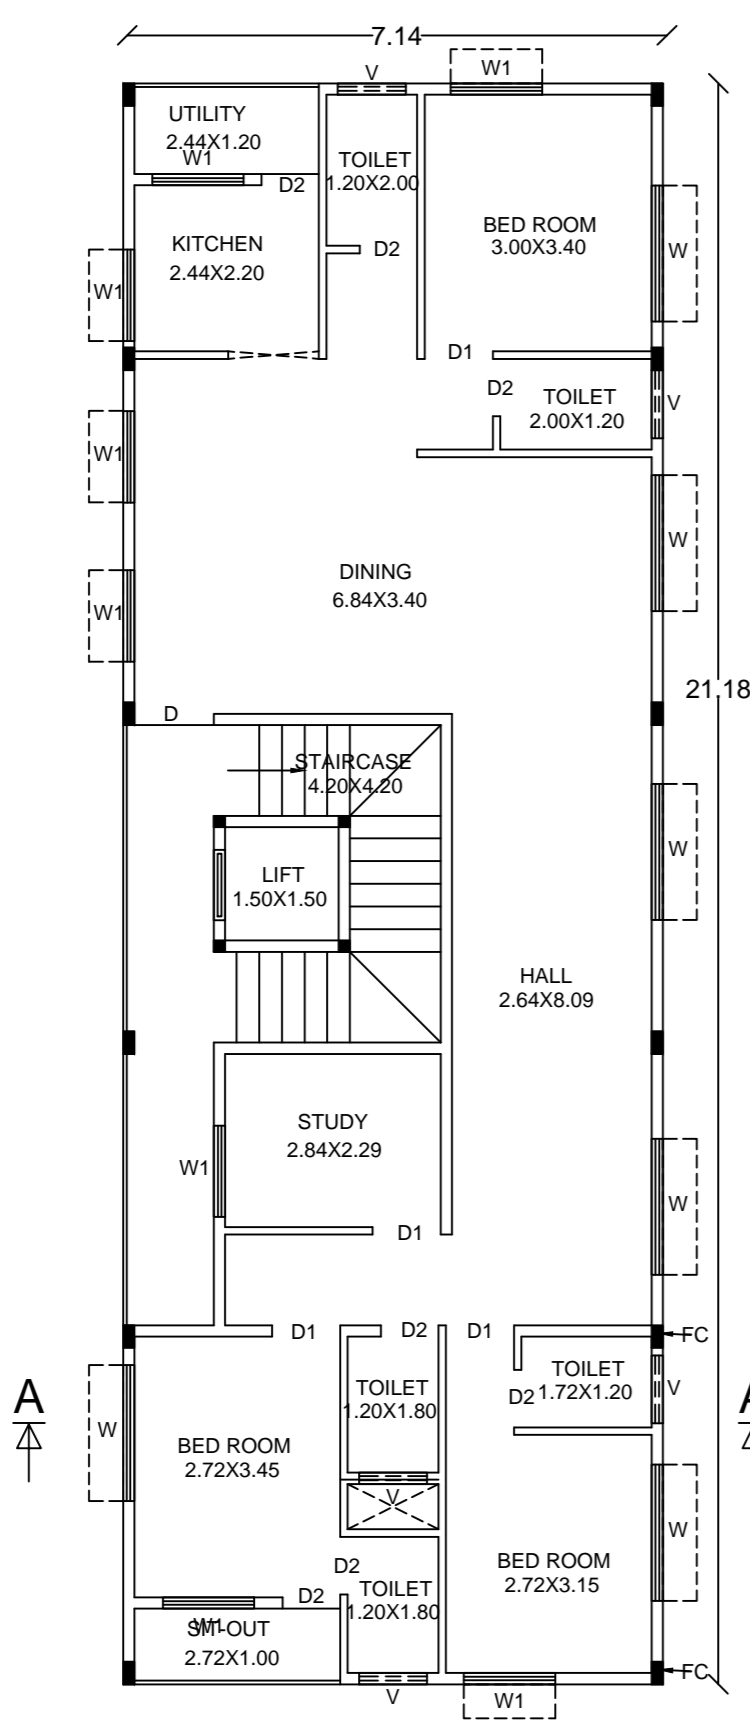 7.14
V
W1
UTILITY
2.44X1.20
W1
D2
TOILET
1.20X2.00
D2
BED ROOM
3.00X3.40
W
KITCHEN
2.44X2.20
W1
D1
D2
TOILET
2.00X1.20
V
W1
W
DINING
6.84X3.40
W1
21.18
D
STAIRCASE
4.20X4.20
W
LIFT
1.50X1.50
HALL
2.64X8.09
STUDY
2.84X2.29
W1
W
D1
D1
D2
D1
FC
TOILET
1.20X1.80
TOILET
1.72X1.20
D2
V
A
A
W
BED ROOM
2.72X3.45
V
W
BED ROOM
2.72X3.15
D2
D2
TOILET
1.20X1.80
W1
SIT-OUT
2.72X1.00
FC
V
W1